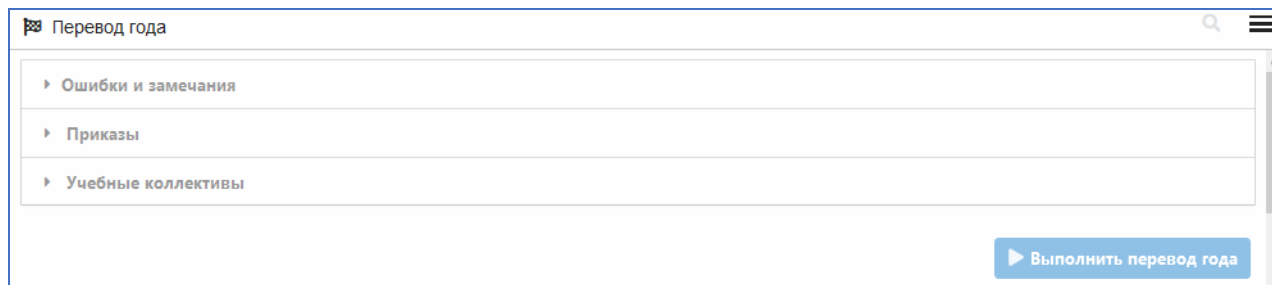 Перевод года
Ошибки и замечания
Приказы
Учебные коллективы
Выполнить перевод года